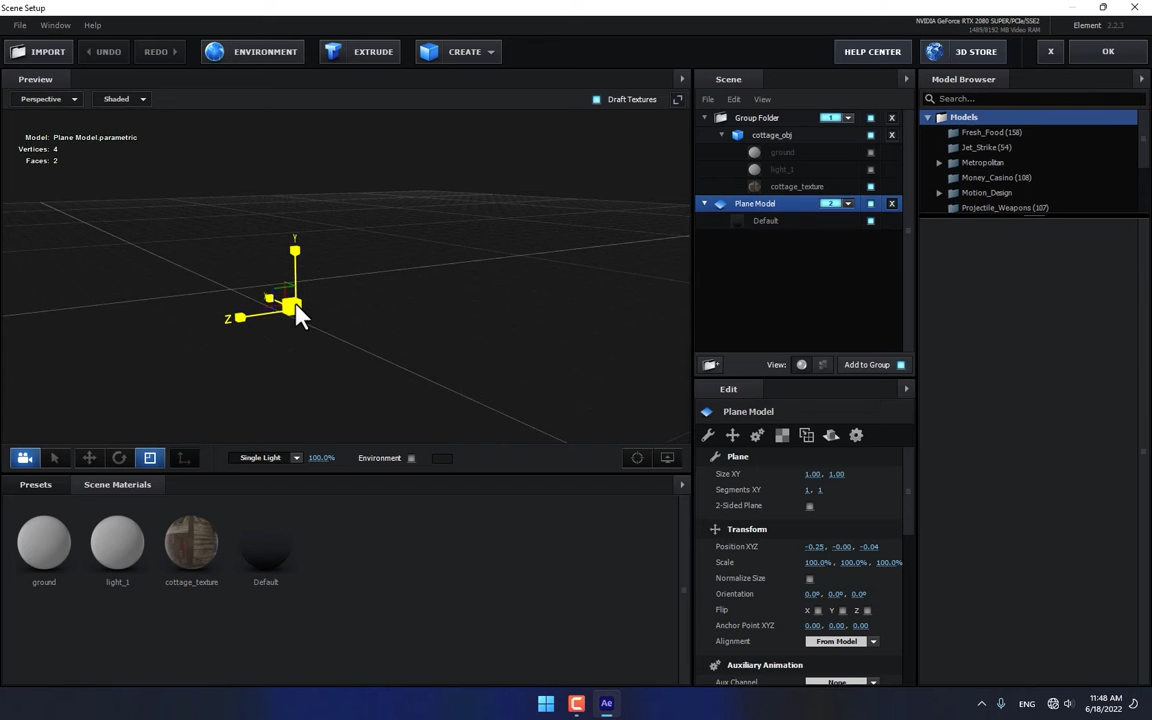 Scene Setup
File Window Help
NVIDIA GeForce RTX 2080 SUPER/PCIe/SSE2
1489/8192 MB Video RAM
Element 2.2.3
IMPORT UNDO REDO ENVIRONMENT EXTRUDE CREATE HELP CENTER 3D STORE X OK
Preview
Perspective Shaded Draft Textures
Model: Plane Model.parametric
Vertices: 4
Faces: 2
Y
Z
Single Light 100.0% Environment
Presets Scene Materials
ground light_1 cottage_texture Default
Scene
File Edit View
Group Folder 1 X
cottage_obj X
ground
light_1
cottage_texture
Plane Model 2 X
Default
View: Add to Group
Edit
Plane Model
Plane
Size XY 1.00, 1.00
Segments XY 1, 1
2-Sided Plane
Transform
Position XYZ -0.25, -0.00, -0.04
Scale 100.0%, 100.0%, 100.0%
Normalize Size
Orientation 0.0°, 0.0°, 0.0°
Flip X Y Z
Anchor Point XYZ 0.00, 0.00, 0.00
Alignment From Model
Auxiliary Animation
Aux Channel None
Model Browser
Search...
Models
Fresh_Food (158)
Jet_Strike (54)
Metropolitan
Money_Casino (108)
Motion_Design
Projectile_Weapons (107)
Ae
ENG
11:48 AM
6/18/2022